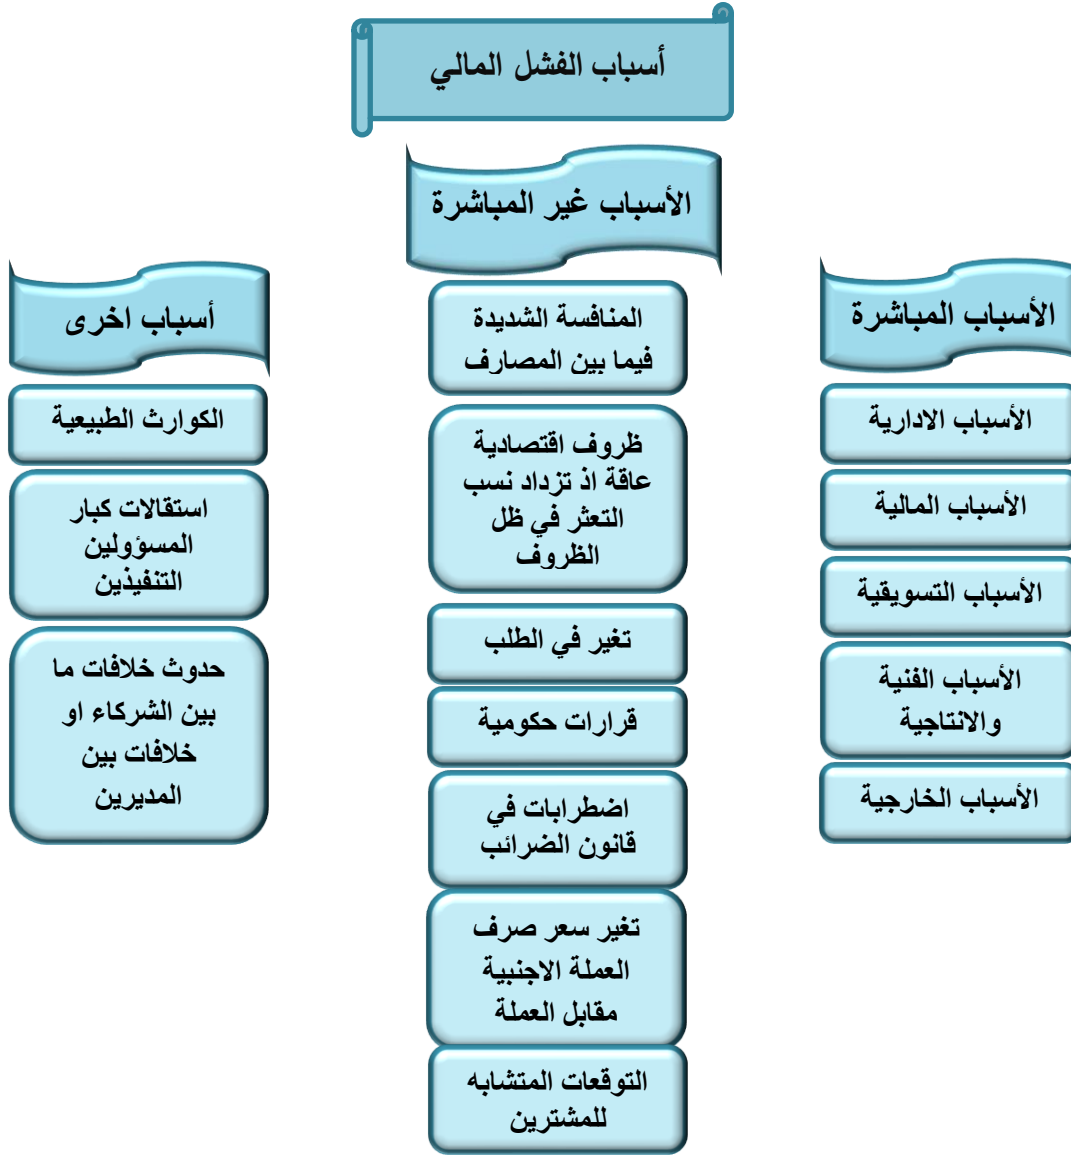 أسباب الفشل المالي
الأسباب المباشرة
الأسباب الادارية
الأسباب المالية
الأسباب التسويقية
الأسباب الفنية
والانتاجية
الأسباب الخارجية
الأسباب غير المباشرة
المنافسة الشديدة
فيما بين المصارف
ظروف اقتصادية
عاقة اذ تزداد نسب
التعثر في ظل
الظروف
تغير في الطلب
قرارات حكومية
اضطرابات في
قانون الضرائب
تغير سعر صرف
العملة الاجنبية
مقابل العملة
التوقعات المتشابه
للمشترين
أسباب اخرى
الكوارث الطبيعية
استقالات كبار
المسؤولين
التنفيذين
حدوث خلافات ما
بين الشركاء او
خلافات بين
المديرين